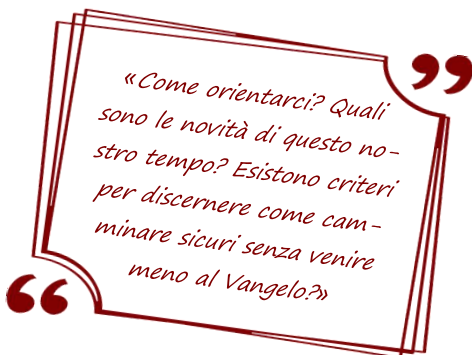 «Come orientarci? Quali
sono le novità di questo no-
stro tempo? Esistono criteri
per discernere come cam-
minare sicuri senza venire
meno al Vangelo?»